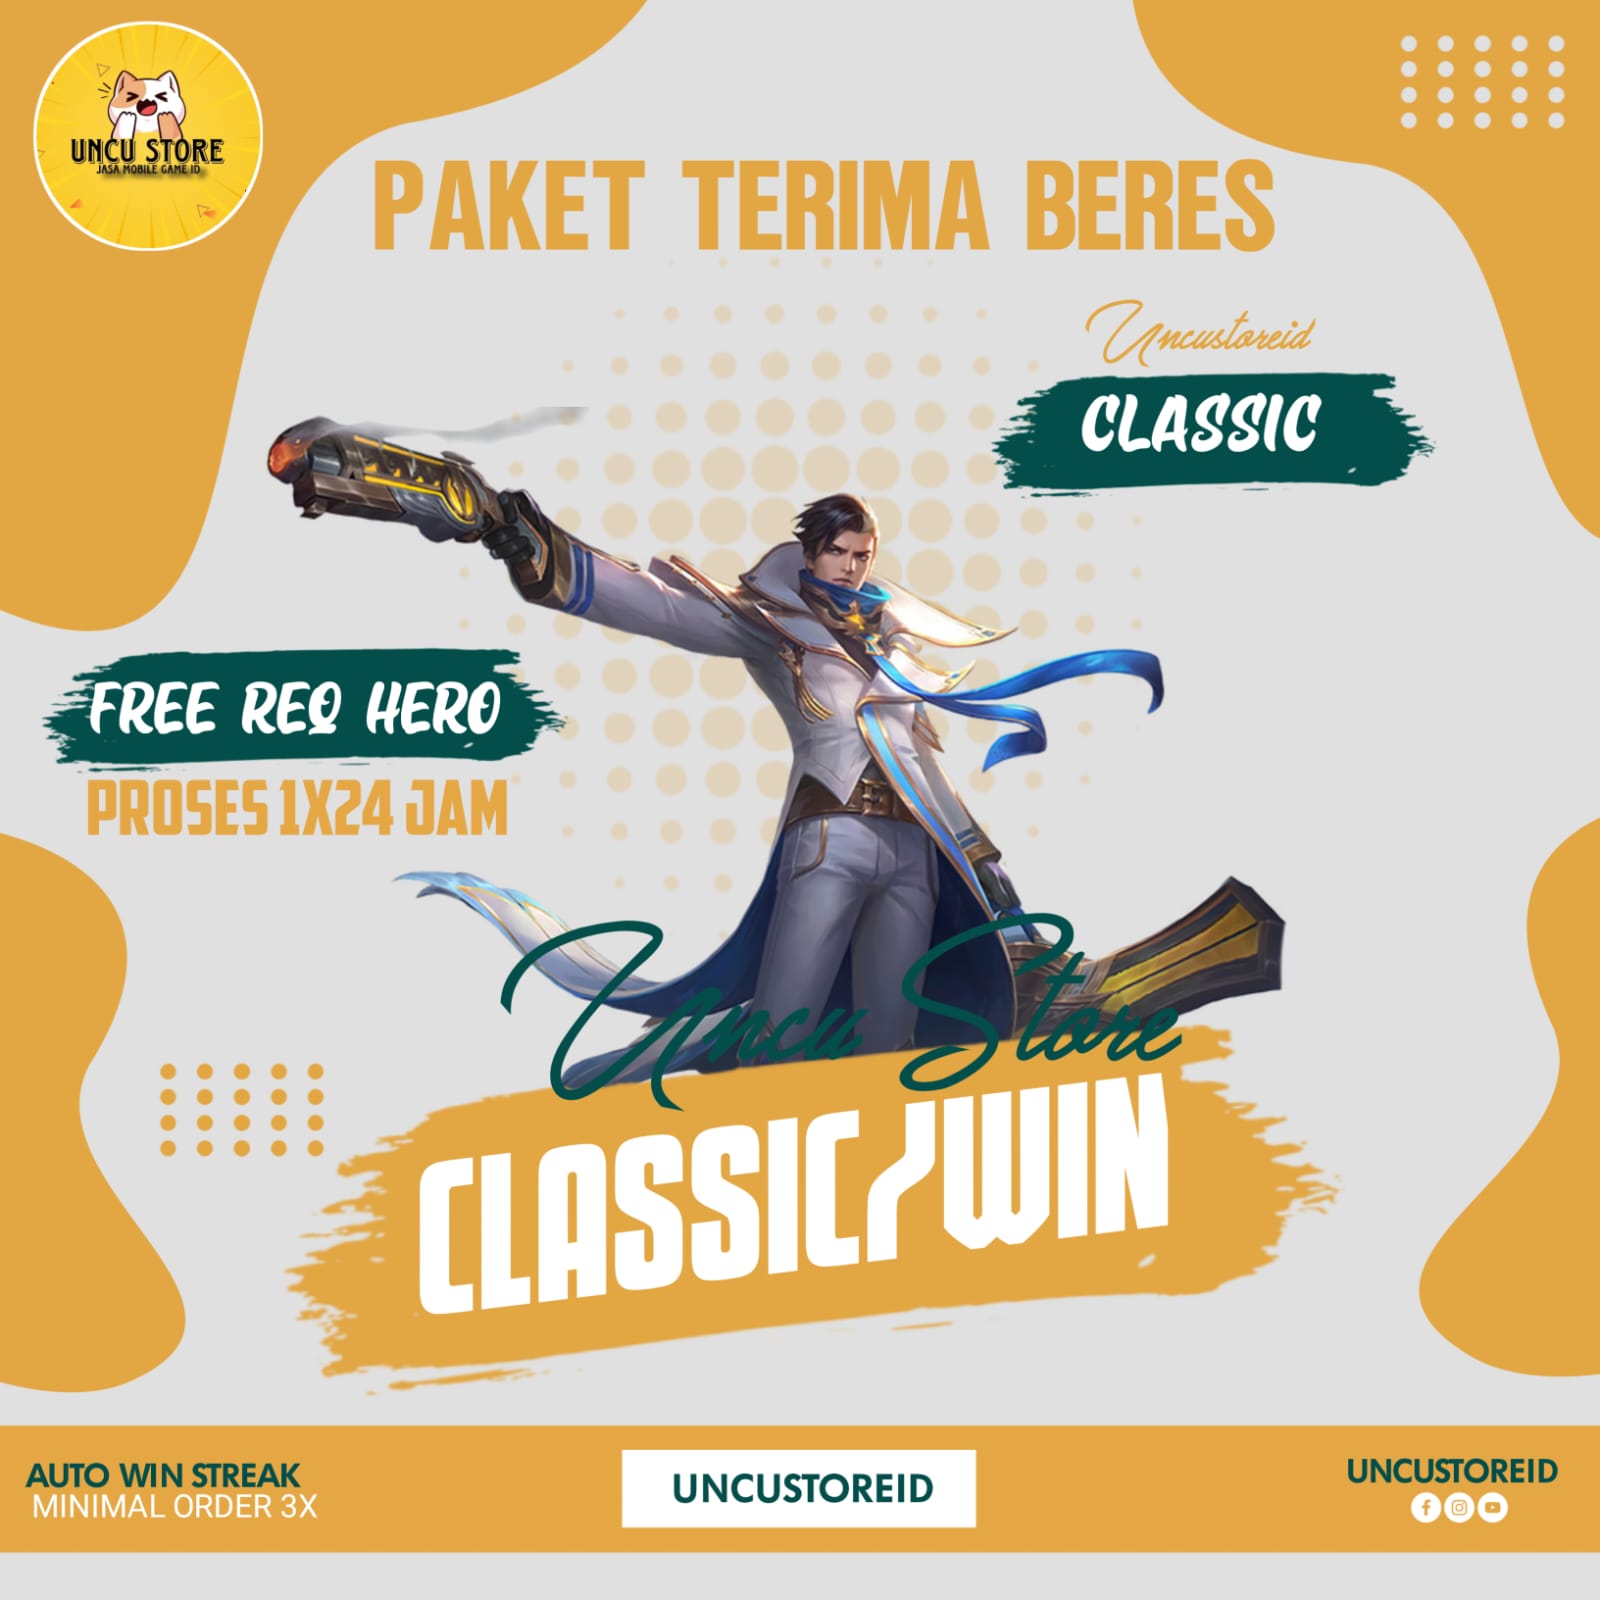 UNCU STORE
JASA MOBILE GAME ID
PAKET TERIMA BERES
Uncustoreid
CLASSIC
FREE REQ HERO
PROSES 1X24 JAM
Uncu Store
CLASSIC/WIN
AUTO WIN STREAK
MINIMAL ORDER 3X
UNCUSTOREID
UNCUSTOREID